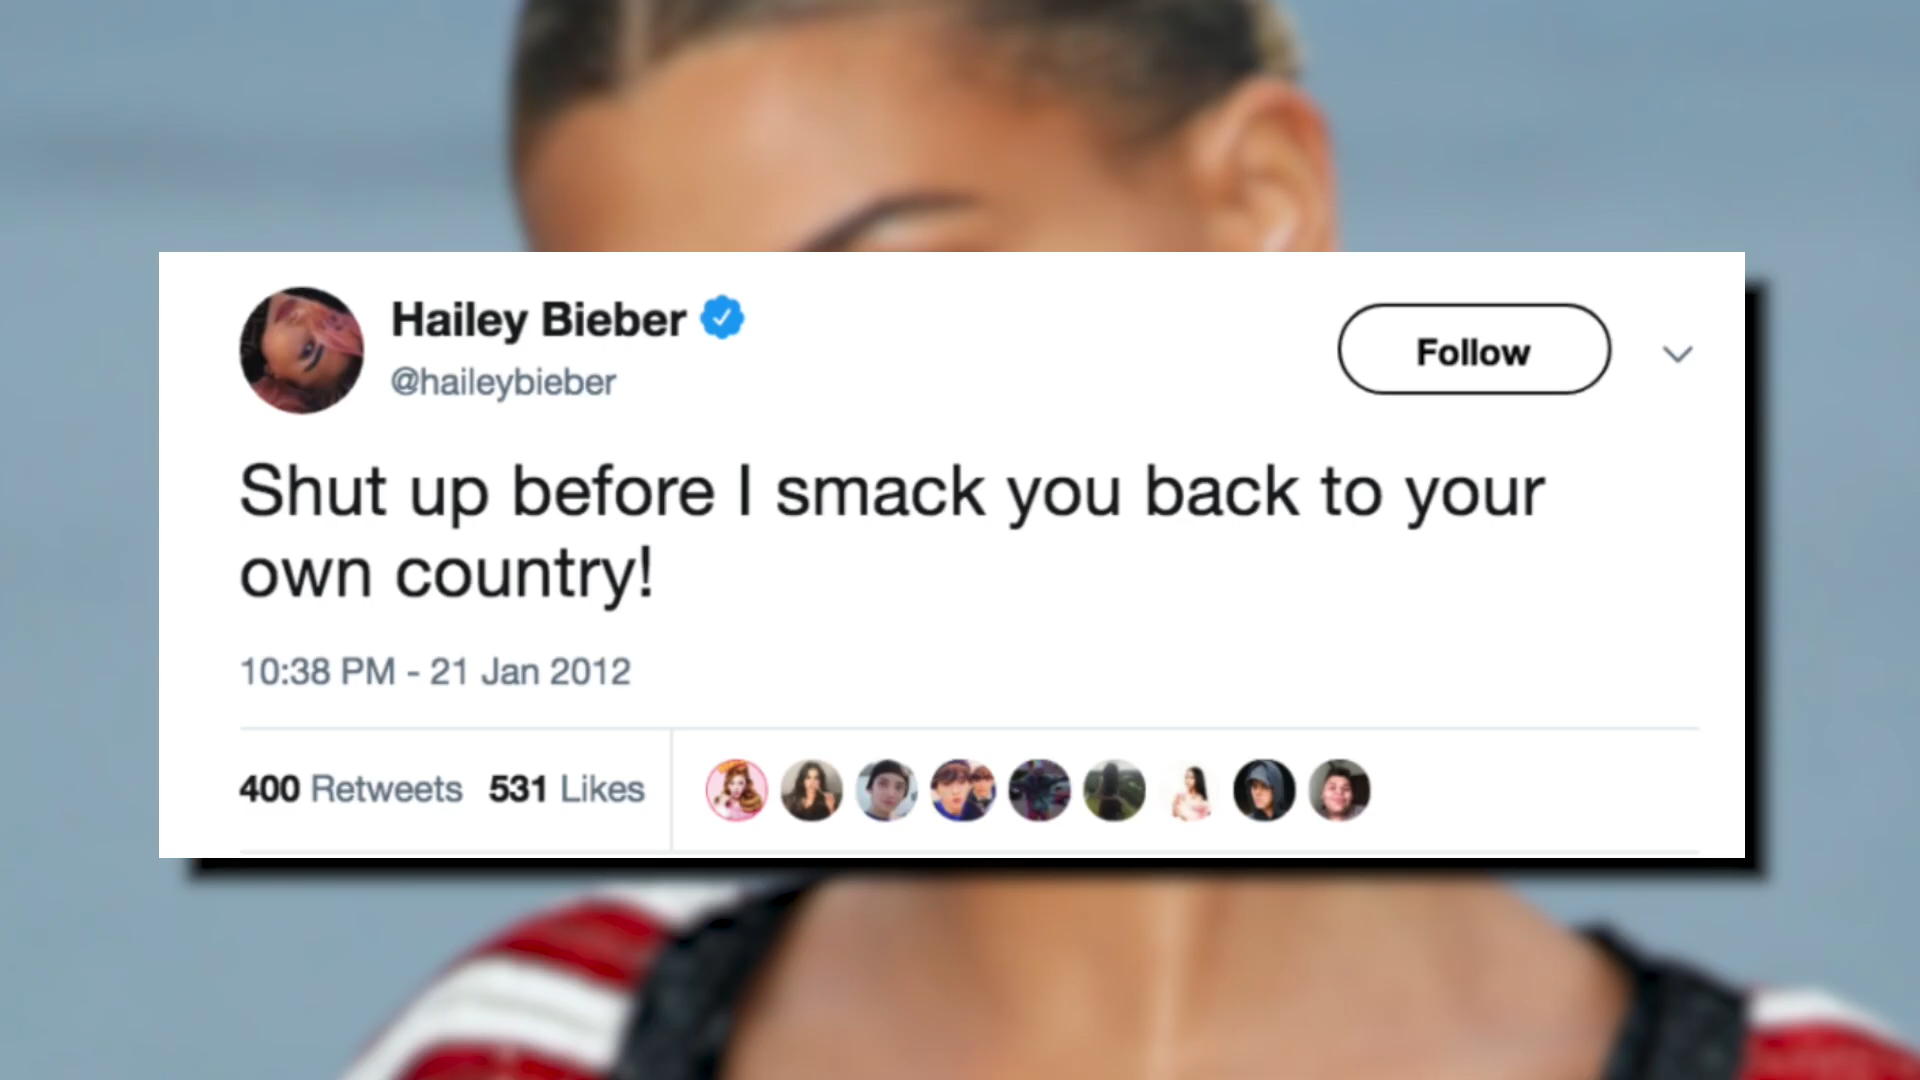 Hailey Bieber
@haileybieber
Follow
Shut up before I smack you back to your
own country!
10:38 PM - 21 Jan 2012
400 Retweets 531 Likes